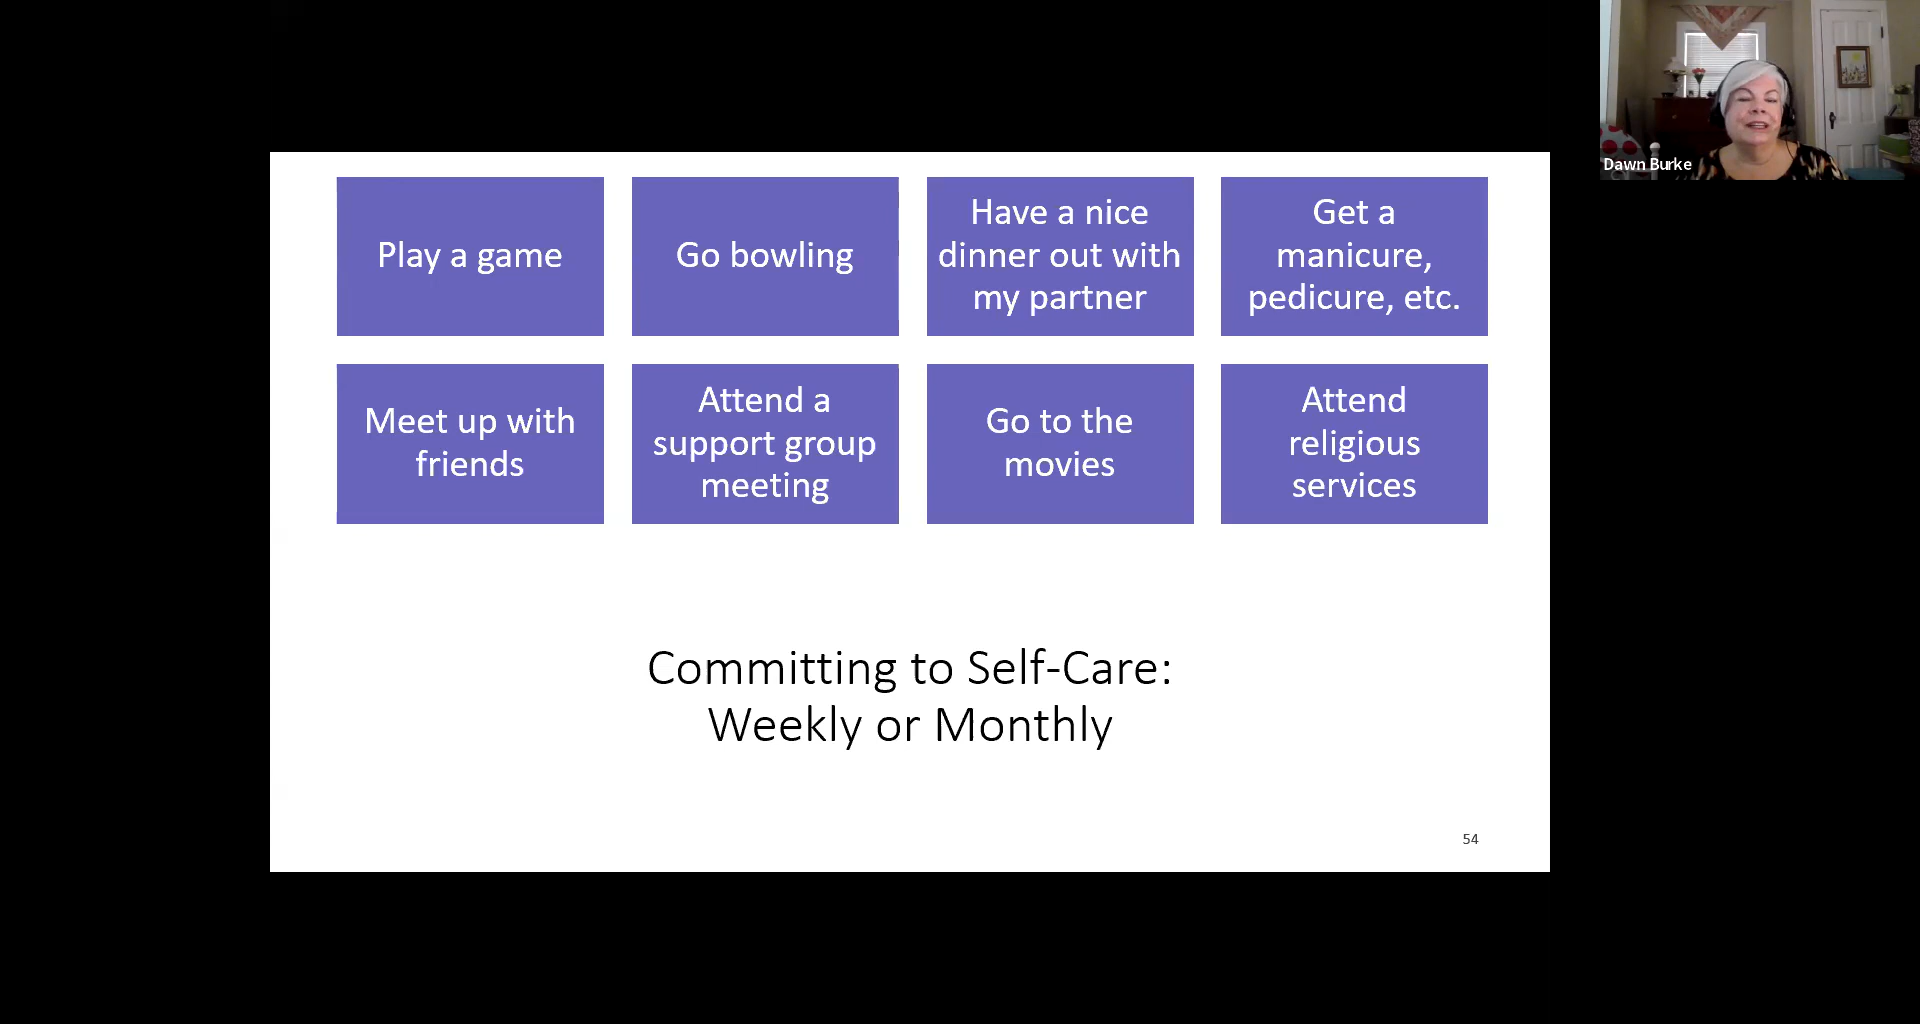 Play a game
Go bowling
Have a nice
dinner out with
my partner
Get a
manicure,
pedicure, etc.
Meet up with
friends
Attend a
support group
meeting
Go to the
movies
Attend
religious
services
Committing to Self-Care:
Weekly or Monthly
54
Dawn Burke